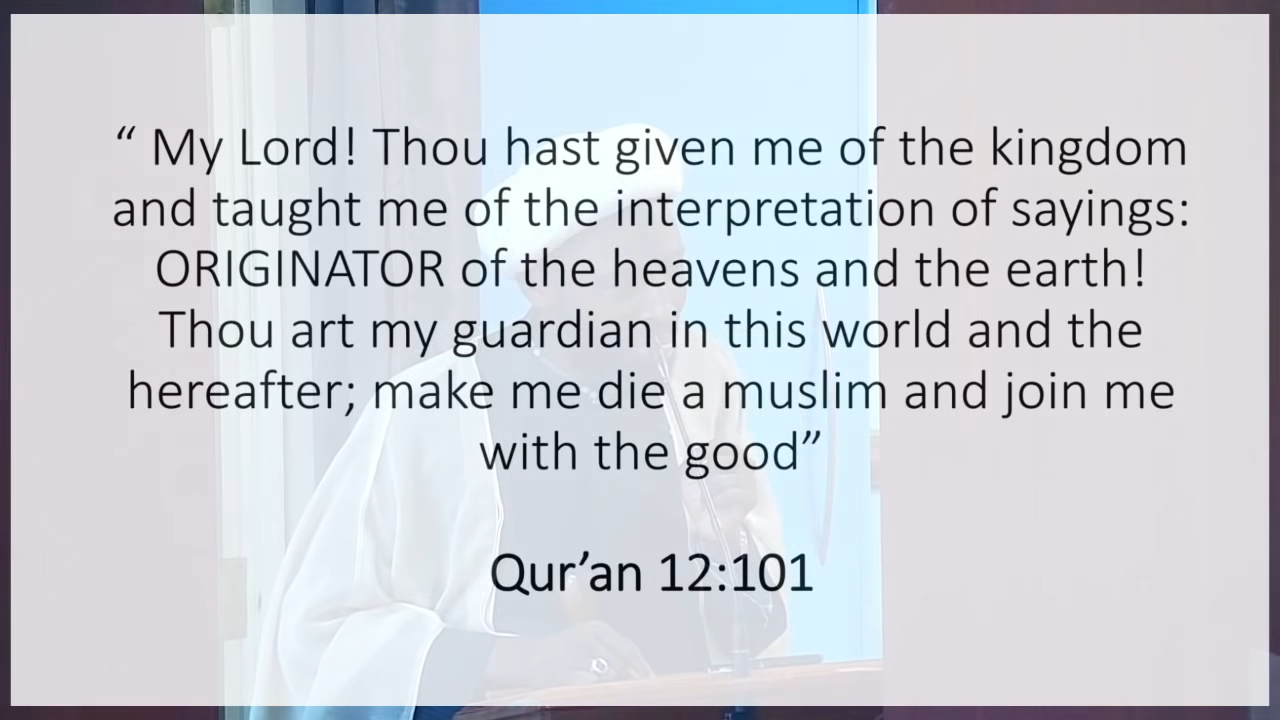 “ My Lord! Thou hast given me of the kingdom
and taught me of the interpretation of sayings:
ORIGINATOR of the heavens and the earth!
Thou art my guardian in this world and the
hereafter; make me die a muslim and join me
with the good”
Qur’an 12:101